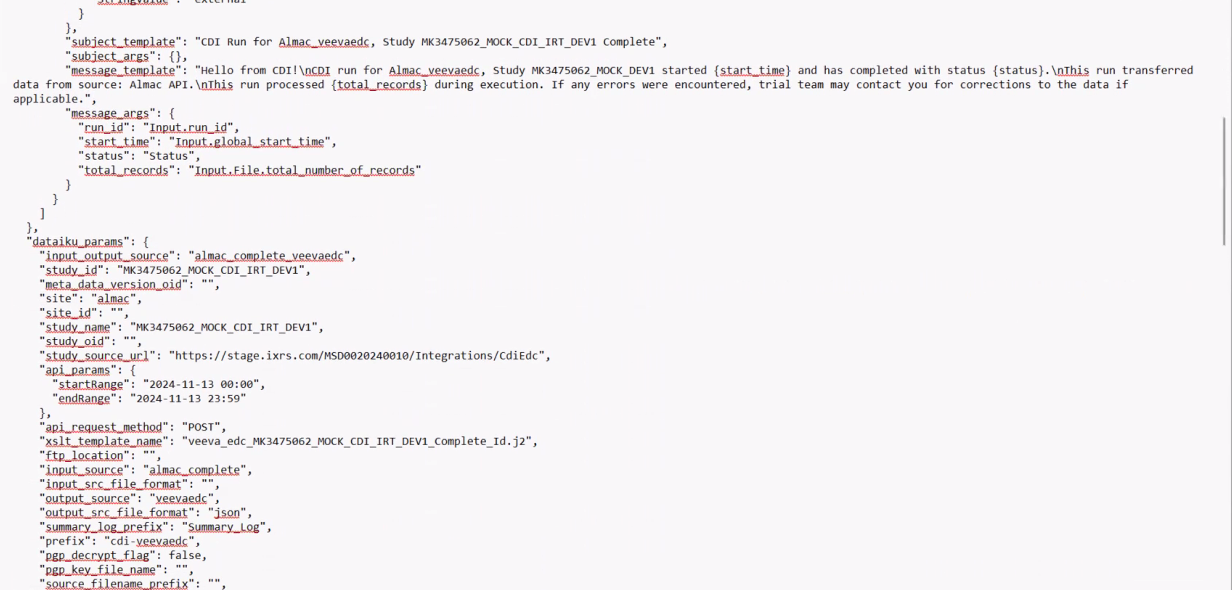 "StringValue" : "external"
}
},
"subject_template": "CDI Run for Almac_veevaedc, Study MK3475062_MOCK_CDI_IRT_DEV1 Complete",
"subject_args": {},
"message_template": "Hello from CDI!\nCDI run for Almac_veevaedc, Study MK3475062_MOCK_DEV1 started {start_time} and has completed with status {status}.\nThis run transferred
data from source: Almac API.\nThis run processed {total_records} during execution. If any errors were encountered, trial team may contact you for corrections to the data if
applicable.",
"message_args": {
"run_id": "Input.run_id",
"start_time": "Input.global_start_time",
"status": "Status",
"total_records": "Input.File.total_number_of_records"
}
}
]
},
"dataiku_params": {
"input_output_source": "almac_complete_veevaedc",
"study_id": "MK3475062_MOCK_CDI_IRT_DEV1",
"meta_data_version_oid": "",
"site": "almac",
"site_id": "",
"study_name": "MK3475062_MOCK_CDI_IRT_DEV1",
"study_oid": "",
"study_source_url": "https://stage.ixrs.com/MSD0020240010/Integrations/CdiEdc",
"api_params": {
"startRange": "2024-11-13 00:00",
"endRange": "2024-11-13 23:59"
},
"api_request_method": "POST",
"xslt_template_name": "veeva_edc_MK3475062_MOCK_CDI_IRT_DEV1_Complete_Id.j2",
"ftp_location": "",
"input_source": "almac_complete",
"input_src_file_format": "",
"output_source": "veevaedc",
"output_src_file_format": "json",
"summary_log_prefix": "Summary_Log",
"prefix": "cdi-veevaedc",
"pgp_decrypt_flag": false,
"pgp_key_file_name": "",
"source_filename_prefix": "",